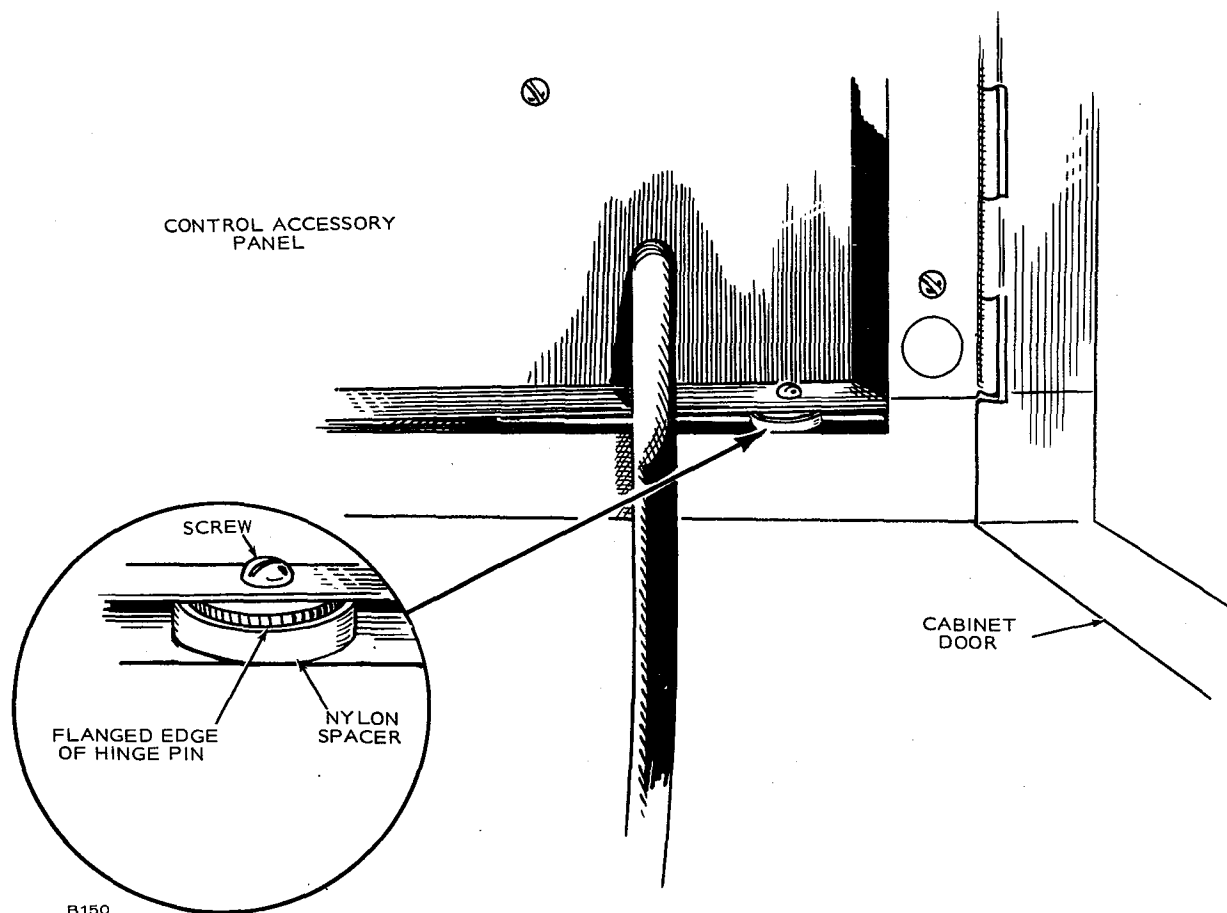 CONTROL ACCESSORY
PANEL
SCREW
FLANGED EDGE
OF HINGE PIN
NYLON
SPACER
CABINET
DOOR
B150